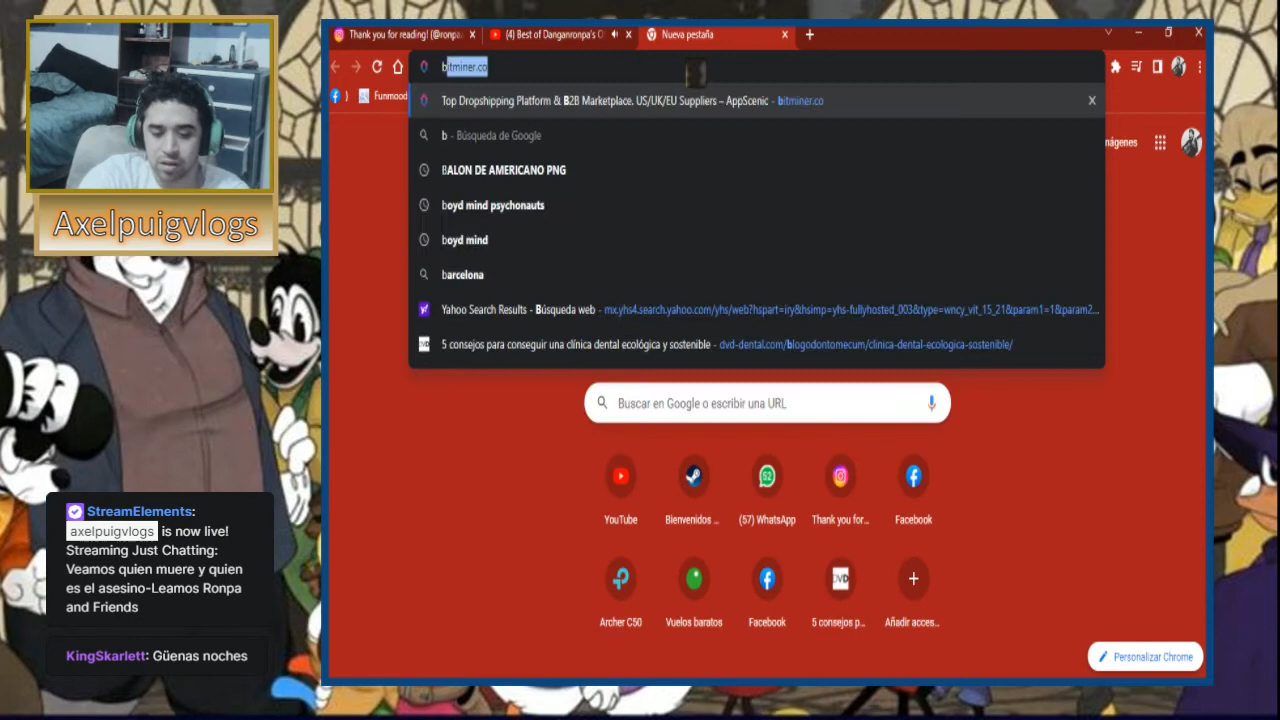 Thank you for reading! (@ronpa
(4) Best of Danganronpa's O
Nueva pestaña
bitminer.co
Funmood
Top Dropshipping Platform & B2B Marketplace. US/UK/EU Suppliers – AppScenic - bitminer.co
b - Búsqueda de Google
BALON DE AMERICANO PNG
boyd mind psychonauts
boyd mind
barcelona
Yahoo Search Results - Búsqueda web - mx.yhs4.search.yahoo.com/yhs/web?hspart=iry&hsimp=yhs-fullyhosted_003&type=wncy_vit_15_21&param1=1&param2...
5 consejos para conseguir una clínica dental ecológica y sostenible - dvd-dental.com/blogodontomecum/clinica-dental-ecologica-sostenible/
mágenes
Buscar en Google o escribir una URL
YouTube
Bienvenidos ...
(57) WhatsApp
Thank you for...
Facebook
Archer C50
Vuelos baratos
Facebook
DVD
5 consejos p...
Añadir acces...
Personalizar Chrome
Axelpuigvlogs
StreamElements:
axelpuigvlogs is now live!
Streaming Just Chatting:
Veamos quien muere y quien
es el asesino-Leamos Ronpa
and Friends
KingSkarlett: Güenas noches